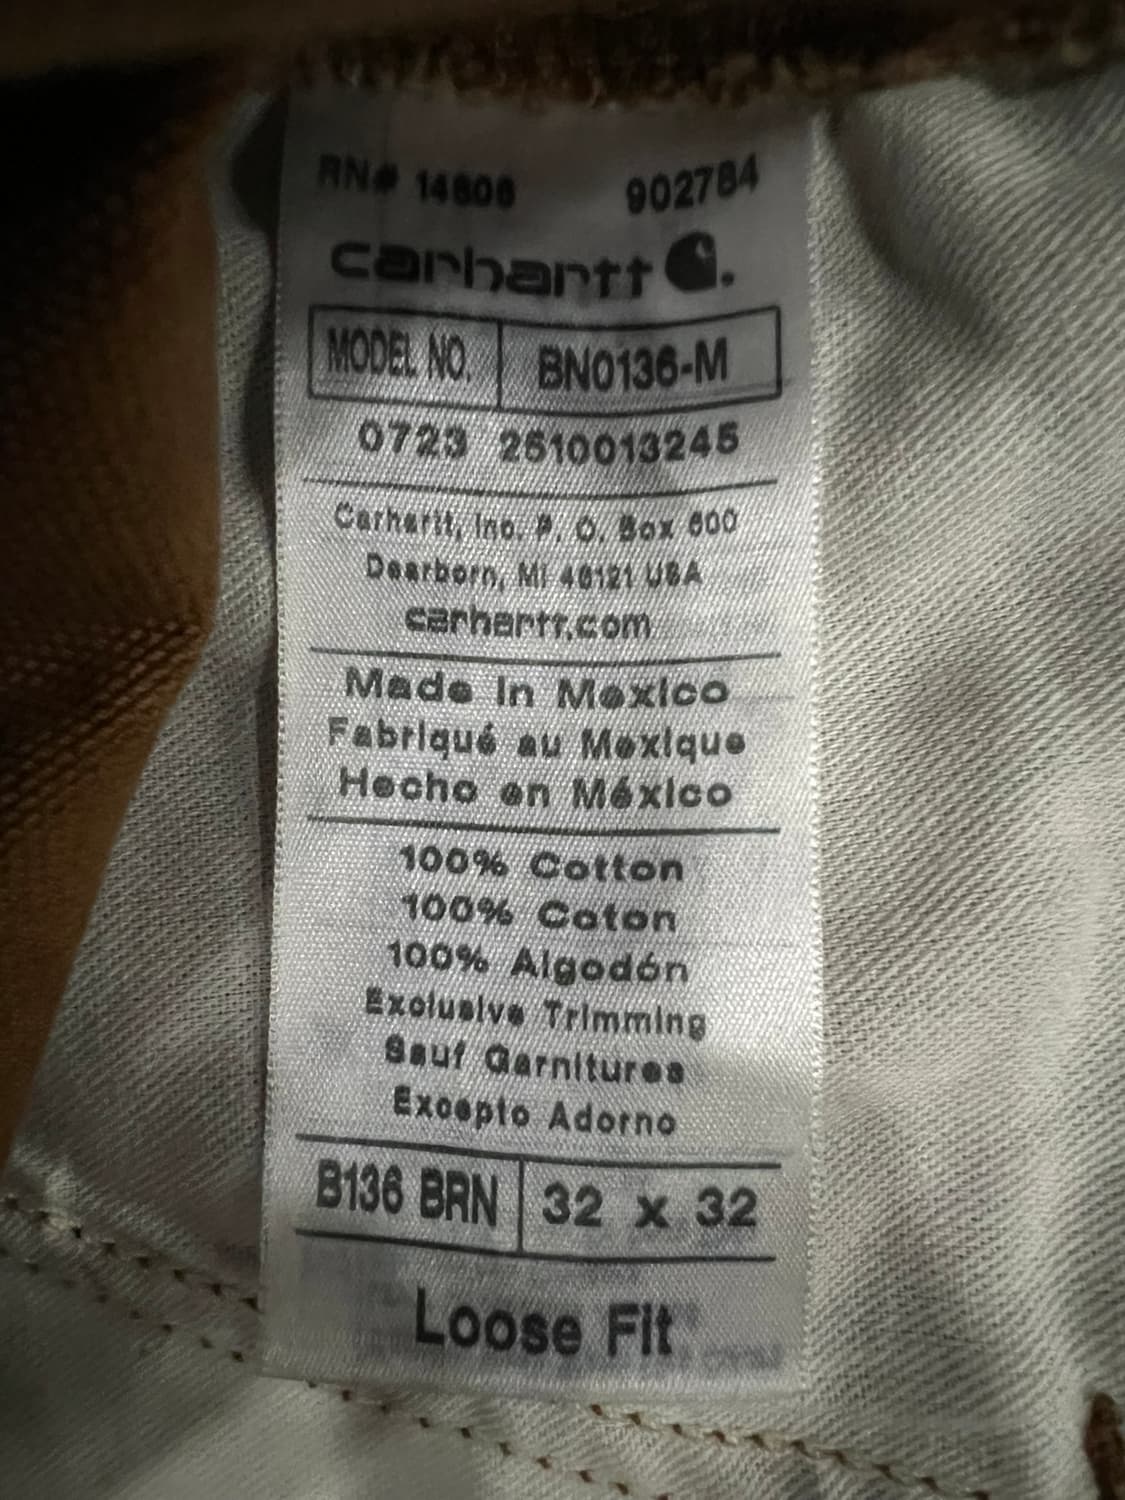 RN# 14806 902784
carhartt
MODEL NO. BN0136-M
0723 2510013245
Carhartt, Inc. P. O. Box 600
Dearborn, MI 48121 USA
carhartt.com
Made in Mexico
Fabriqué au Mexique
Hecho en México
100% Cotton
100% Coton
100% Algodón
Exclusive Trimming
Sauf Garnitures
Excepto Adorno
B136 BRN 32 x 32
Loose Fit